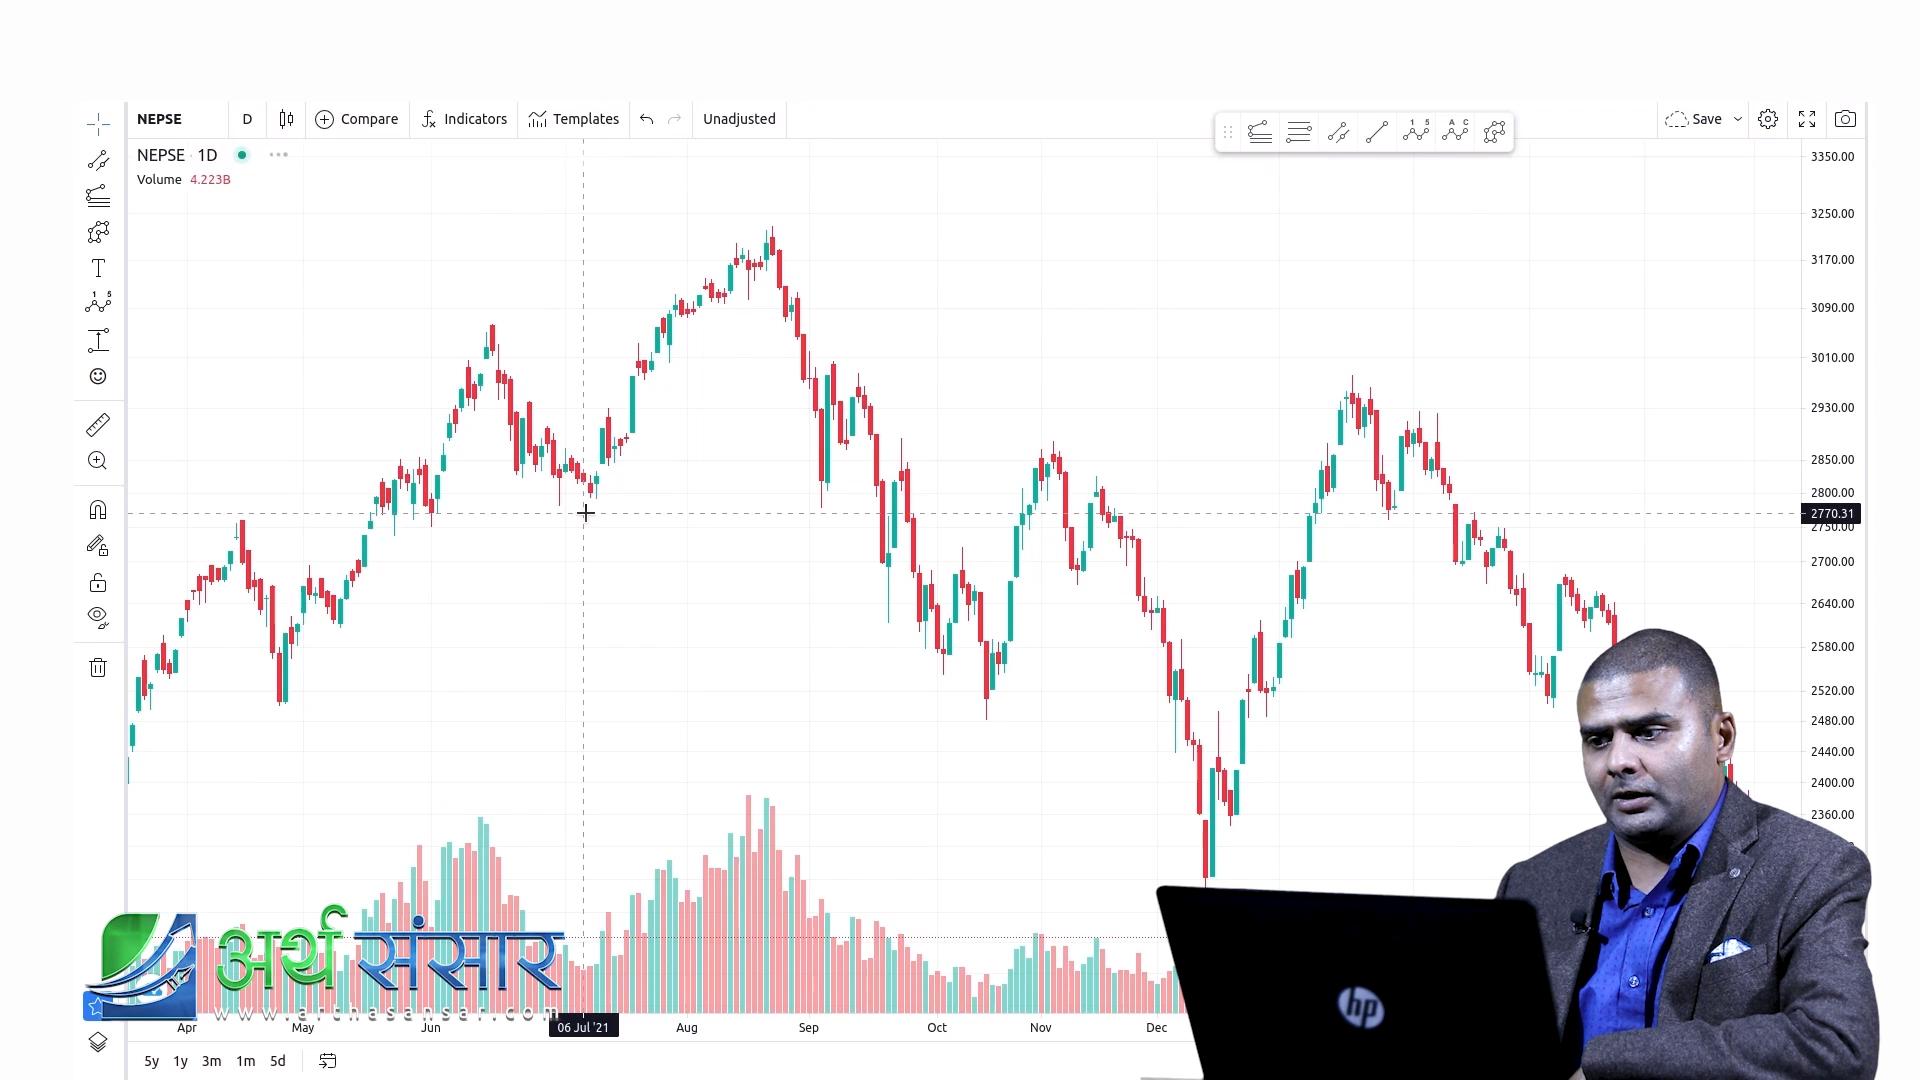 NEPSE D Compare Indicators Templates Unadjusted Save
NEPSE · 1D
Volume 4.223B
3350.00
3250.00
3170.00
3090.00
3010.00
2930.00
2850.00
2800.00
2770.31
2750.00
2700.00
2640.00
2580.00
2520.00
2480.00
2440.00
2400.00
2360.00
अर्थ संसार
www.arthasansar.com
Apr May Jun 06 Jul '21 Aug Sep Oct Nov Dec
5y 1y 3m 1m 5d
hp